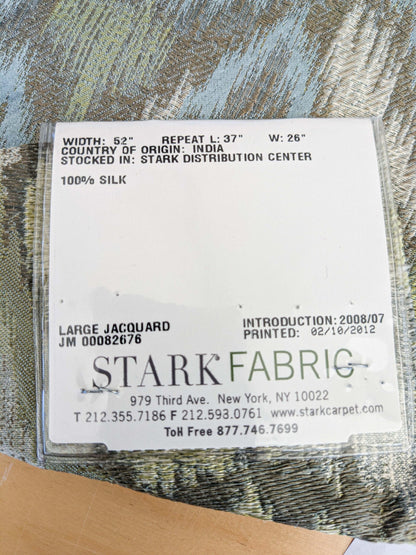 WIDTH: 52" REPEAT L: 37" W: 26"
COUNTRY OF ORIGIN: INDIA
STOCKED IN: STARK DISTRIBUTION CENTER
100% SILK
LARGE JACQUARD INTRODUCTION: 2008/07
JM 00082676 PRINTED: 02/10/2012
STARK FABRIC
979 Third Ave. New York, NY 10022
T 212.355.7186 F 212.593.0761 www.starkcarpet.com
Toll Free 877.746.7699